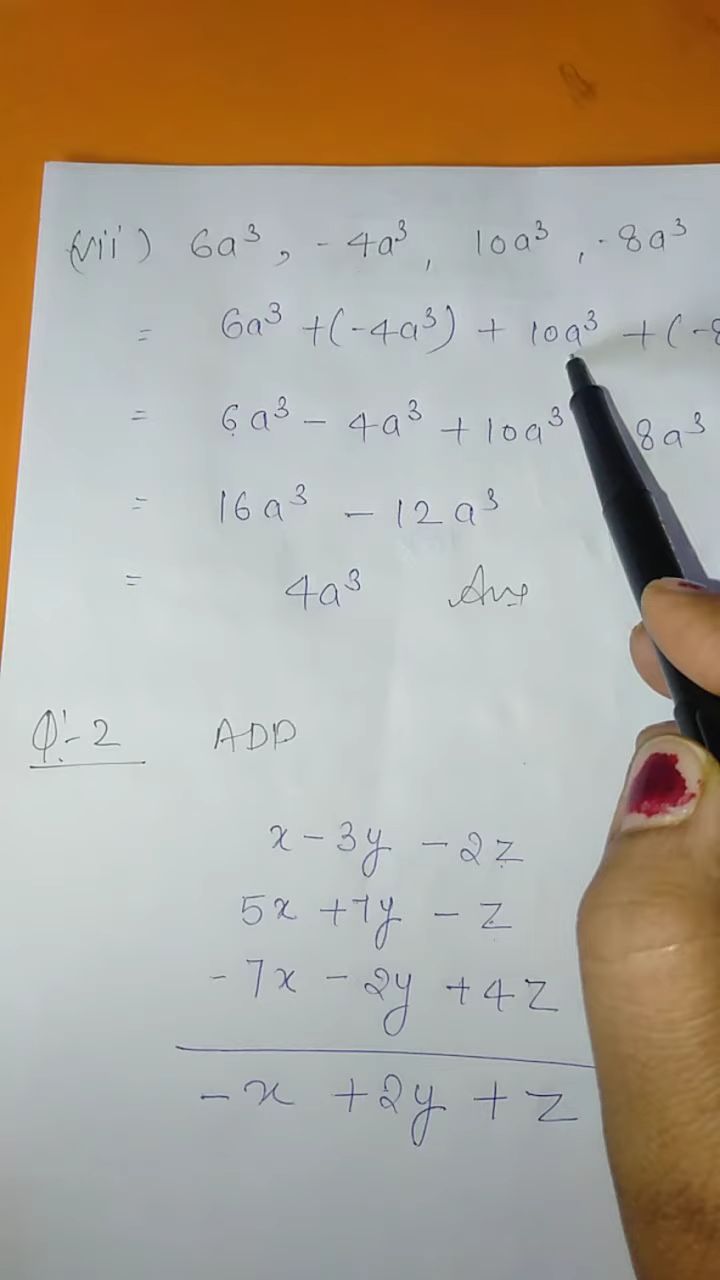 (vii) 6a³, -4a³, 10a³, -8a³
= 6a³ +(-4a³) + 10a³ +(-8
= 6a³ - 4a³ +10a³ 8a³
= 16a³ - 12a³
= 4a³ Ans
Q:-2 ADD
x-3y -2z
5x +7y - z
-7x -2y +4z
-x +2y + z